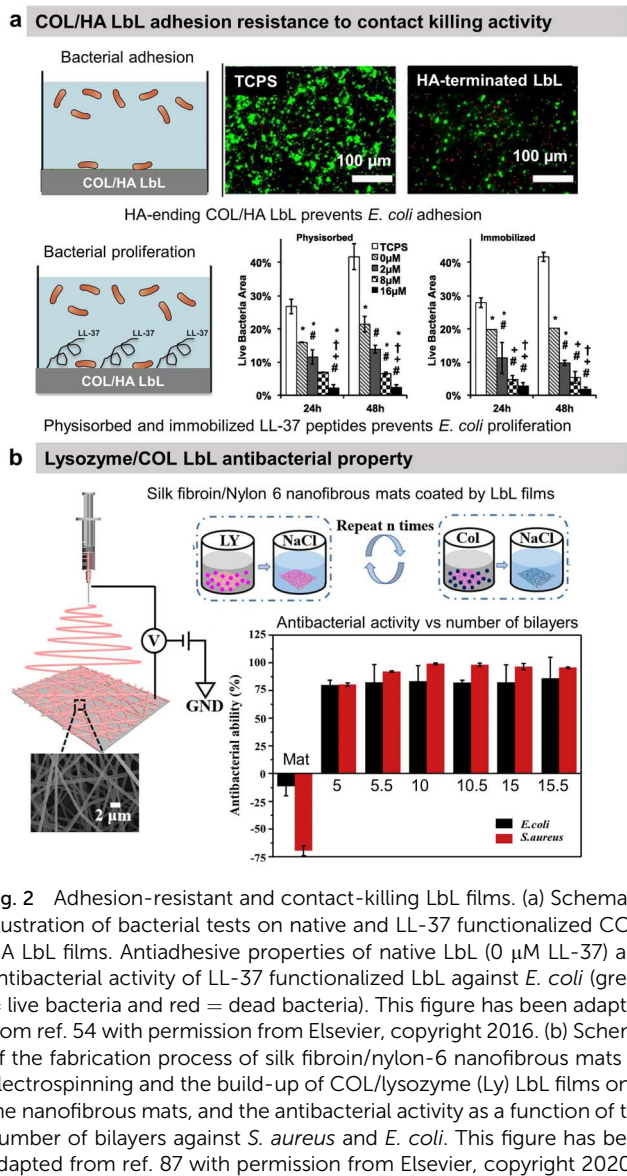 a COL/HA LbL adhesion resistance to contact killing activity
Bacterial adhesion
COL/HA LbL
TCPS
100 µm
HA-terminated LbL
100 µm
HA-ending COL/HA LbL prevents E. coli adhesion
Bacterial proliferation
LL-37 LL-37 LL-37
COL/HA LbL
Physisorbed
Live Bacteria Area
40%
30%
20%
10%
0%
TCPS
0µM
2µM
8µM
16µM
* * # * # * # + † *
24h 48h
Immobilized
Live Bacteria Area
40%
30%
20%
10%
0%
24h 48h
Physisorbed and immobilized LL-37 peptides prevents E. coli proliferation
b Lysozyme/COL LbL antibacterial property
Silk fibroin/Nylon 6 nanofibrous mats coated by LbL films
LY NaCl
Repeat n times
Col NaCl
V
GND
2 µm
Antibacterial activity vs number of bilayers
Antibacterial ability (%)
125
100
75
50
25
0
-25
-50
-75
Mat
5 5.5 10 10.5 15 15.5
E.coli
S.aureus
g. 2 Adhesion-resistant and contact-killing LbL films. (a) Schema
ustration of bacterial tests on native and LL-37 functionalized CO
A LbL films. Antiadhesive properties of native LbL (0 µM LL-37) a
ntibacterial activity of LL-37 functionalized LbL against E. coli (gre
= live bacteria and red = dead bacteria). This figure has been adapt
om ref. 54 with permission from Elsevier, copyright 2016. (b) Schem
f the fabrication process of silk fibroin/nylon-6 nanofibrous mats
lectrospinning and the build-up of COL/lysozyme (Ly) LbL films on
he nanofibrous mats, and the antibacterial activity as a function of t
umber of bilayers against S. aureus and E. coli. This figure has be
dapted from ref. 87 with permission from Elsevier, copyright 2020